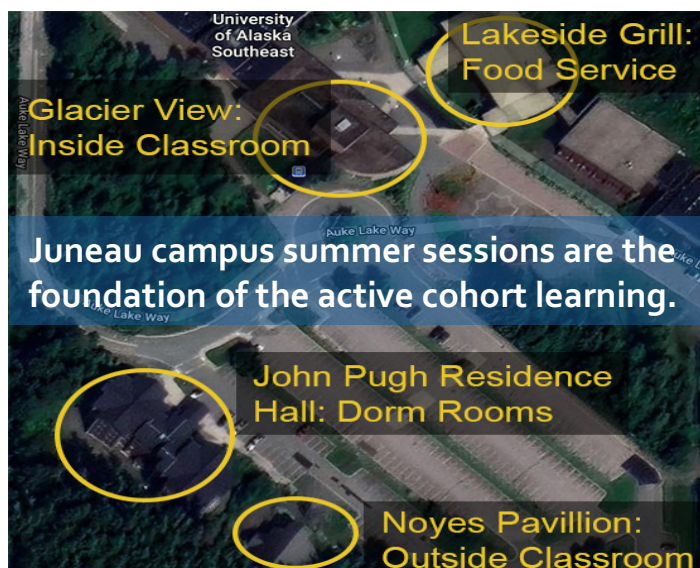 University
of Alaska
Southeast
Lakeside Grill:
Food Service
Glacier View:
Inside Classroom
Auke Lake Way
Auke Lake Way
Juneau campus summer sessions are the
foundation of the active cohort learning.
Auke Lake Way
John Pugh Residence
Hall: Dorm Rooms
Noyes Pavillion:
Outside Classroom